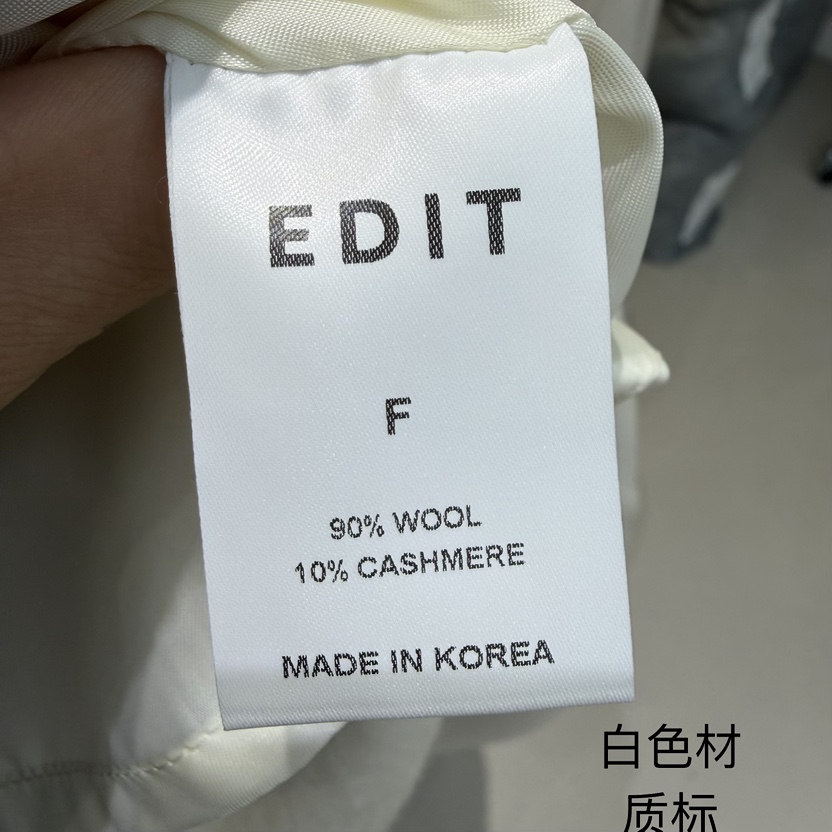 EDIT
F
90% WOOL
10% CASHMERE
MADE IN KOREA
白色材
质标